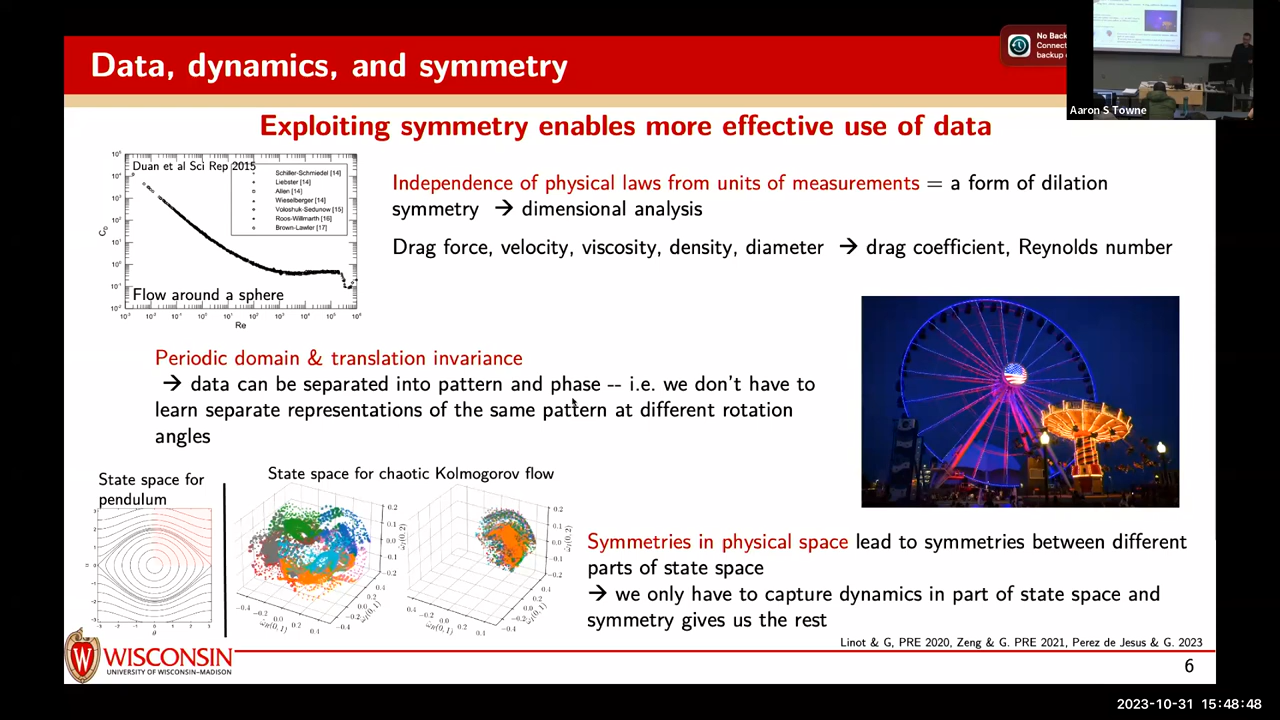 Data, dynamics, and symmetry
No Back
Connec
backup
Aaron S Towne
Exploiting symmetry enables more effective use of data
Duan et al Sci Rep 2015
Schiller-Schmiedel [14]
Liebster [14]
Allen [14]
Wieselberger [14]
Voloshuk-Sedunow [15]
Roos-Willmarth [16]
Brown-Lawler [17]
C_D
Flow around a sphere
Re
Independence of physical laws from units of measurements = a form of dilation
symmetry → dimensional analysis
Drag force, velocity, viscosity, density, diameter → drag coefficient, Reynolds number
Periodic domain & translation invariance
→ data can be separated into pattern and phase -- i.e. we don't have to
learn separate representations of the same pattern at different rotation
angles
State space for
pendulum
State space for chaotic Kolmogorov flow
Symmetries in physical space lead to symmetries between different
parts of state space
→ we only have to capture dynamics in part of state space and
symmetry gives us the rest
Linot & G, PRE 2020, Zeng & G. PRE 2021, Perez de Jesus & G. 2023
W
WISCONSIN
UNIVERSITY OF WISCONSIN-MADISON
6
2023-10-31 15:48:48